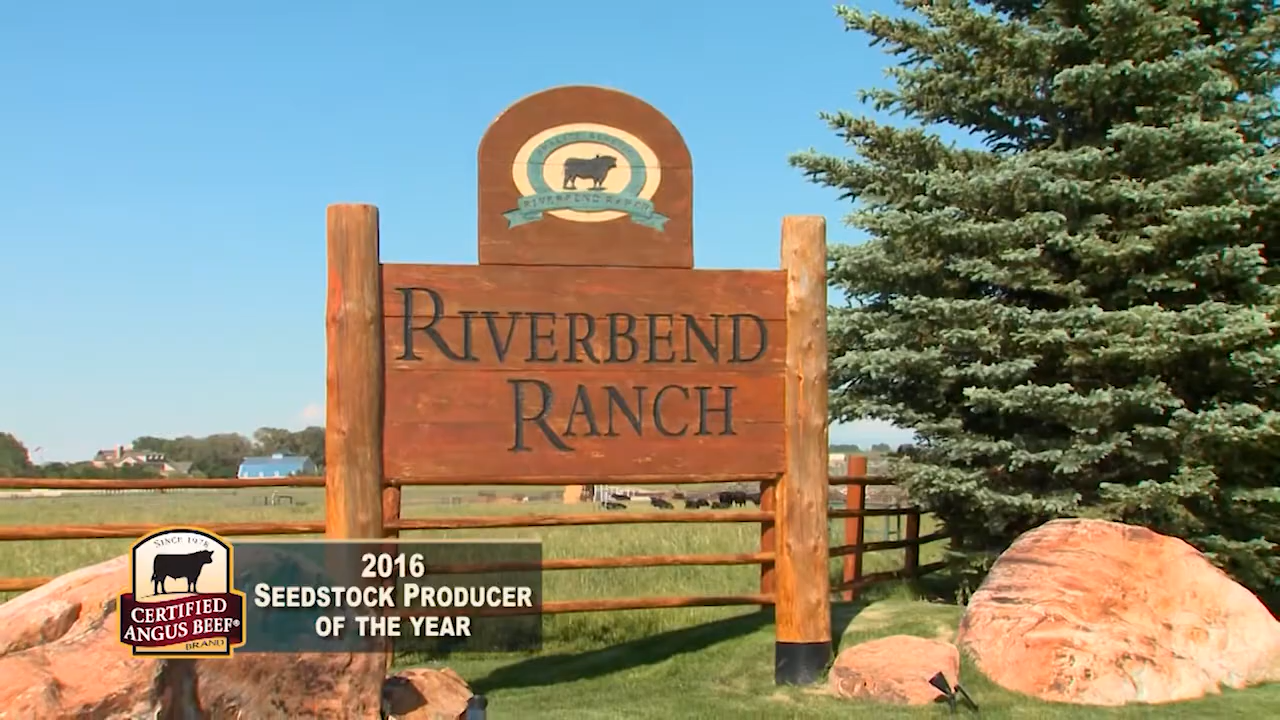 RIVERBEND RANCH
RIVERBEND
RANCH
SINCE 1978
CERTIFIED
ANGUS BEEF®
BRAND
2016
SEEDSTOCK PRODUCER
OF THE YEAR